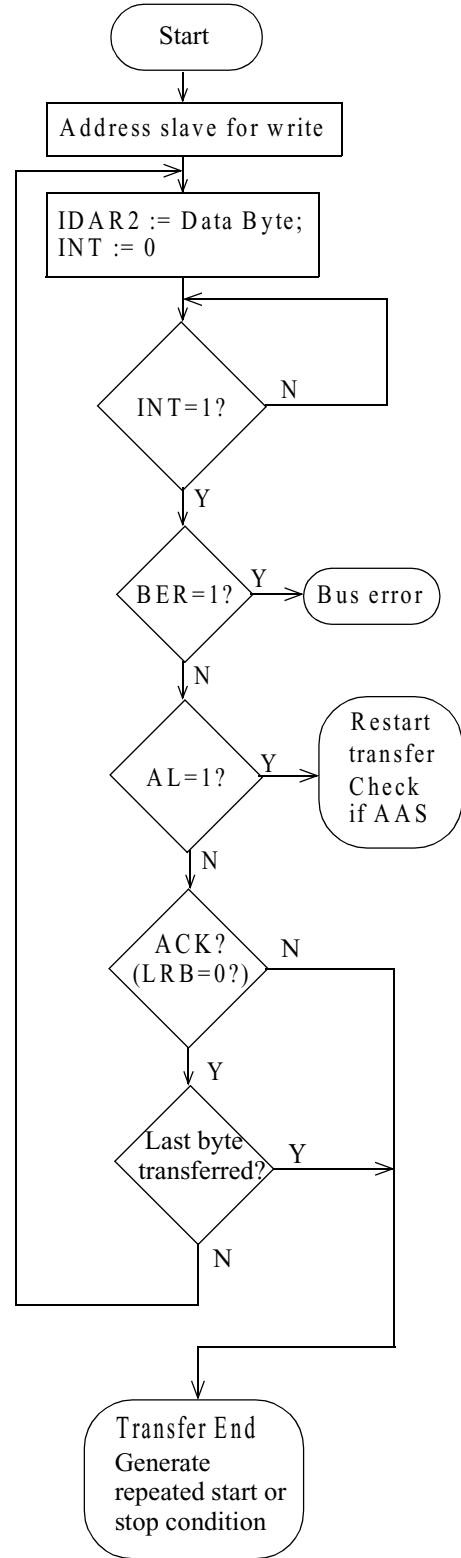 Start
Address slave for write
IDAR2 := Data Byte;
INT := 0
INT=1?
N
Y
BER=1?
Y
Bus error
N
AL=1?
Y
Restart
transfer
Check
if AAS
N
ACK?
(LRB=0?)
N
Y
Last byte
transferred?
Y
N
Transfer End
Generate
repeated start or
stop condition